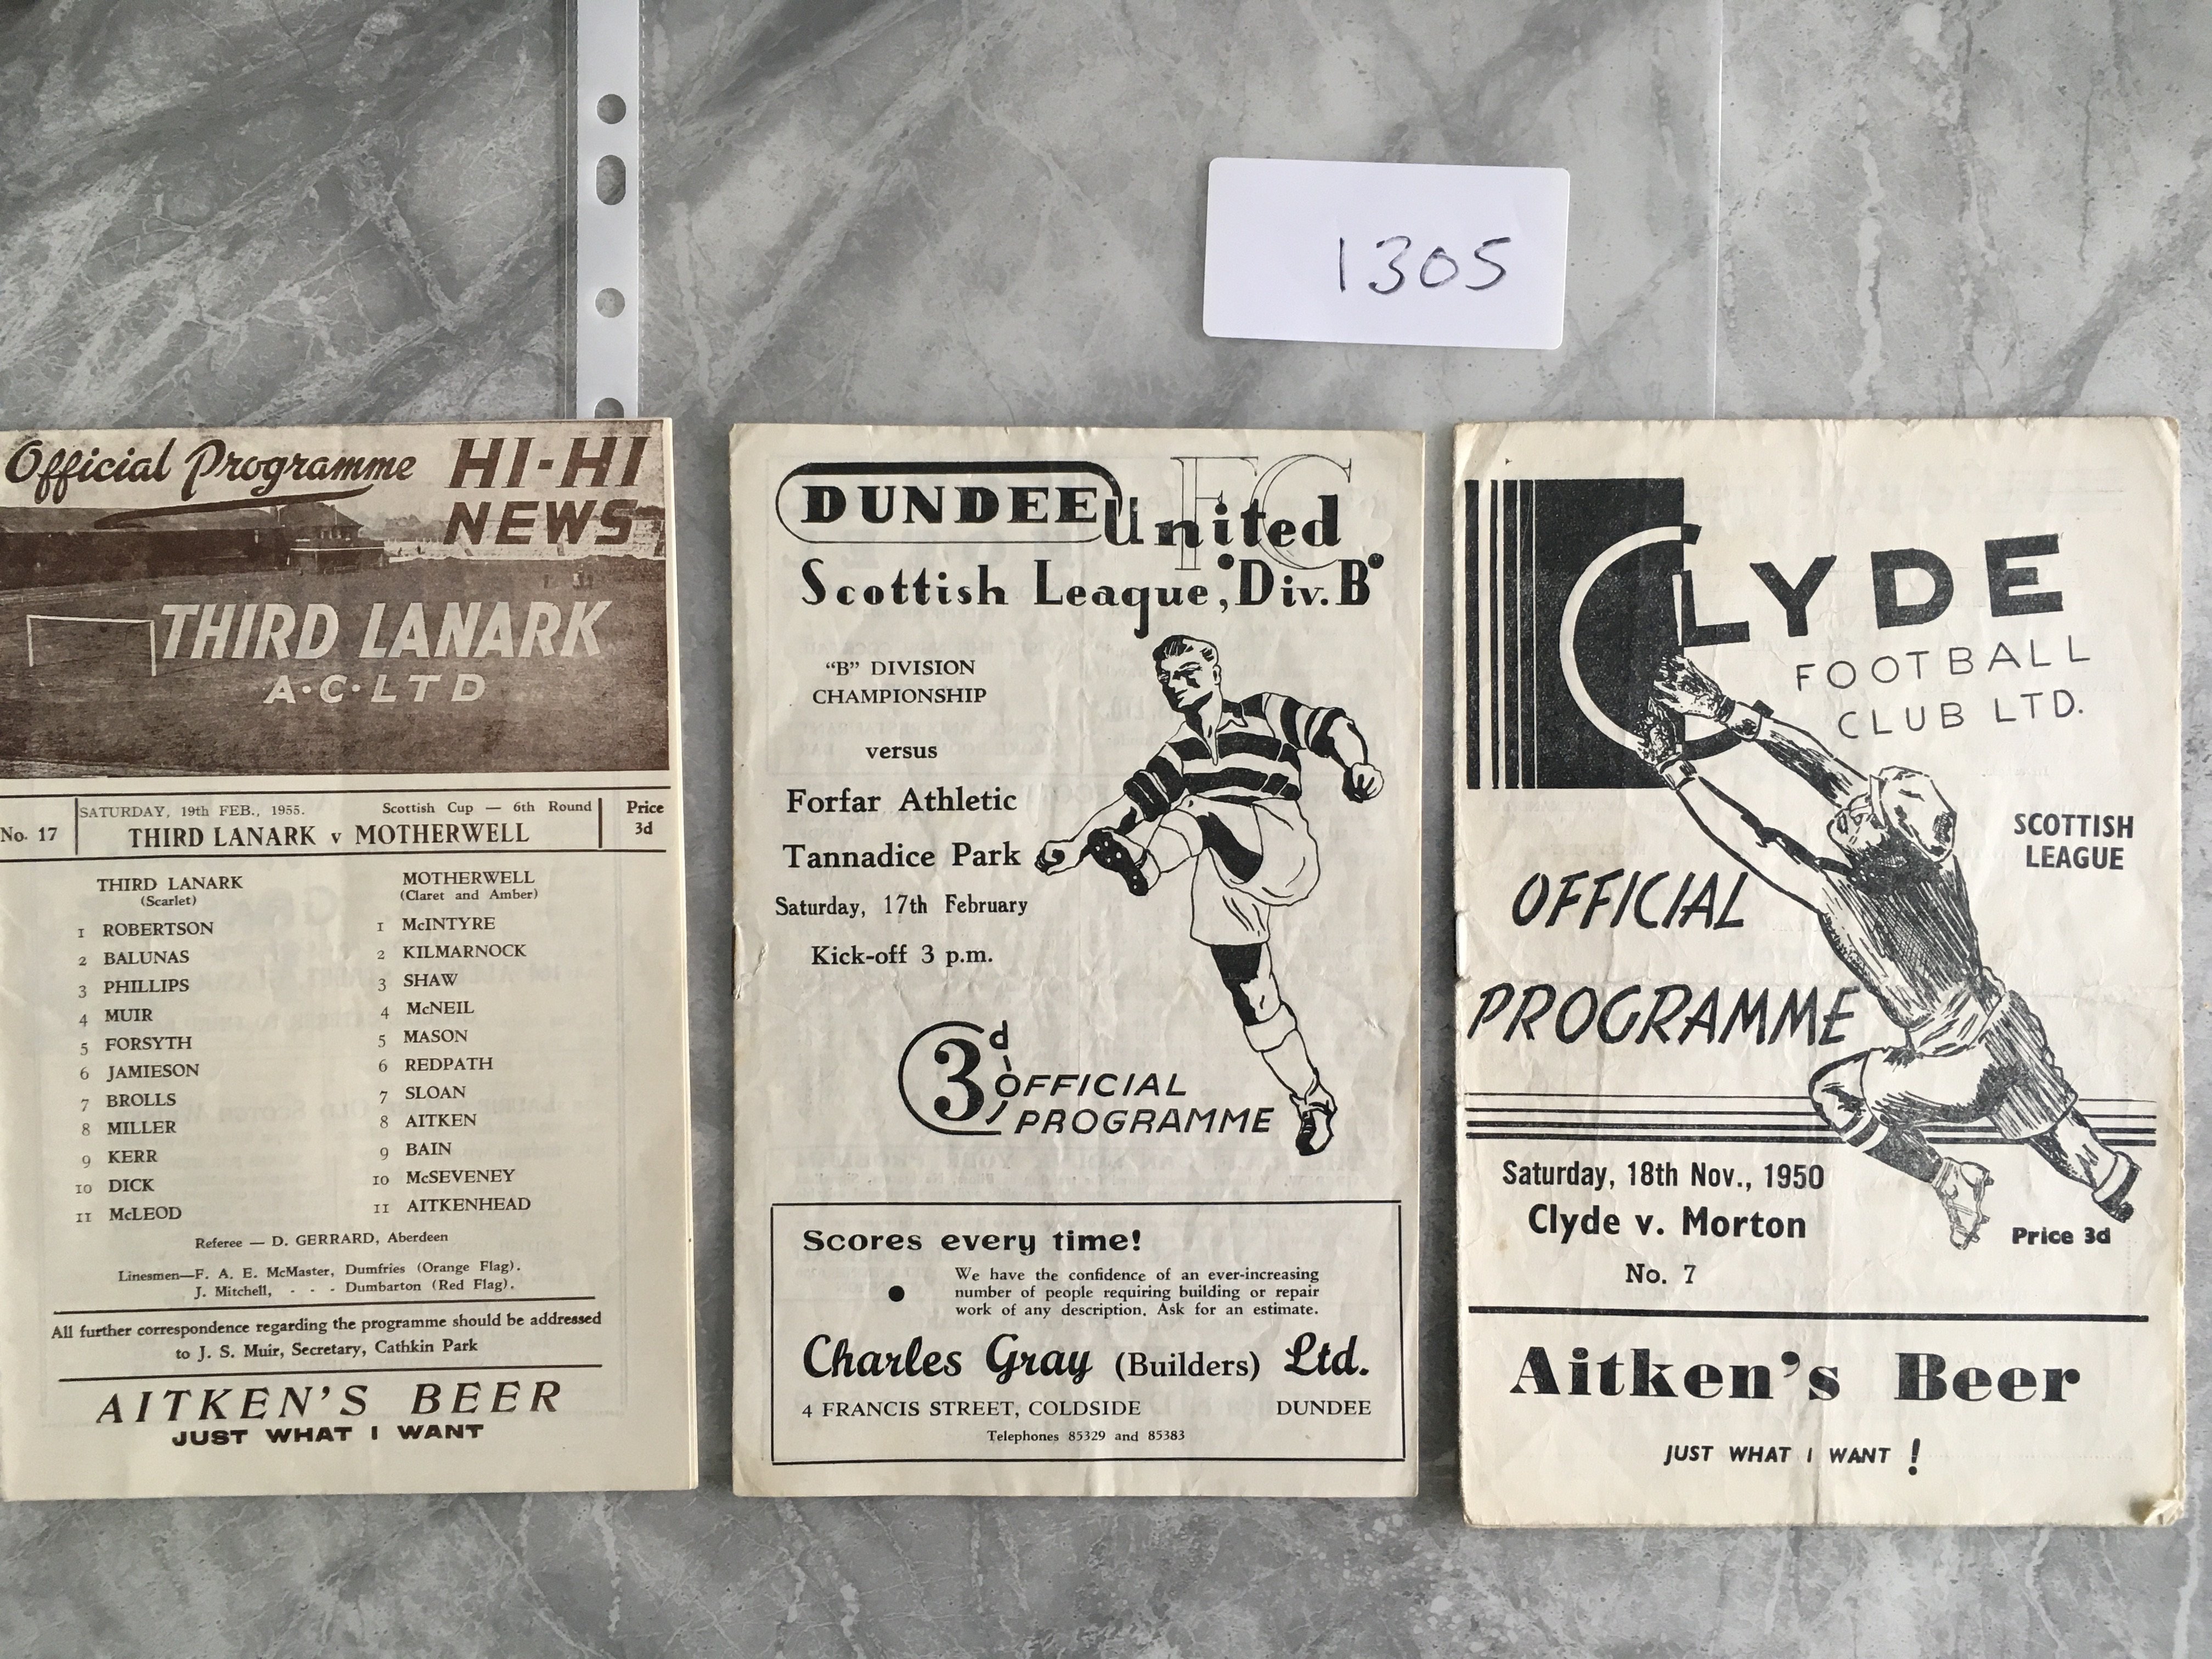 1305
Official Programme HI-HI
NEWS
THIRD LANARK
A·C·LTD
No. 17
SATURDAY, 19th FEB., 1955. Scottish Cup — 6th Round
THIRD LANARK v MOTHERWELL
Price
3d
THIRD LANARK
(Scarlet)
1 ROBERTSON
2 BALUNAS
3 PHILLIPS
4 MUIR
5 FORSYTH
6 JAMIESON
7 BROLLS
8 MILLER
9 KERR
10 DICK
11 McLEOD
MOTHERWELL
(Claret and Amber)
1 McINTYRE
2 KILMARNOCK
3 SHAW
4 McNEIL
5 MASON
6 REDPATH
7 SLOAN
8 AITKEN
9 BAIN
10 McSEVENEY
11 AITKENHEAD
Referee — D. GERRARD, Aberdeen
Linesmen—F. A. E. McMaster, Dumfries (Orange Flag).
J. Mitchell, - - - Dumbarton (Red Flag).
All further correspondence regarding the programme should be addressed
to J. S. Muir, Secretary, Cathkin Park
AITKEN'S BEER
JUST WHAT I WANT
DUNDEE United FC
Scottish League, "Div. B"
"B" DIVISION
CHAMPIONSHIP
versus
Forfar Athletic
Tannadice Park
Saturday, 17th February
Kick-off 3 p.m.
3d OFFICIAL
PROGRAMME
Scores every time!
● We have the confidence of an ever-increasing
number of people requiring building or repair
work of any description. Ask for an estimate.
Charles Gray (Builders) Ltd.
4 FRANCIS STREET, COLDSIDE DUNDEE
Telephones 85329 and 85383
CLYDE
FOOTBALL
CLUB LTD.
SCOTTISH
LEAGUE
OFFICIAL
PROGRAMME
Saturday, 18th Nov., 1950
Clyde v. Morton
No. 7
Price 3d
Aitken's Beer
JUST WHAT I WANT !